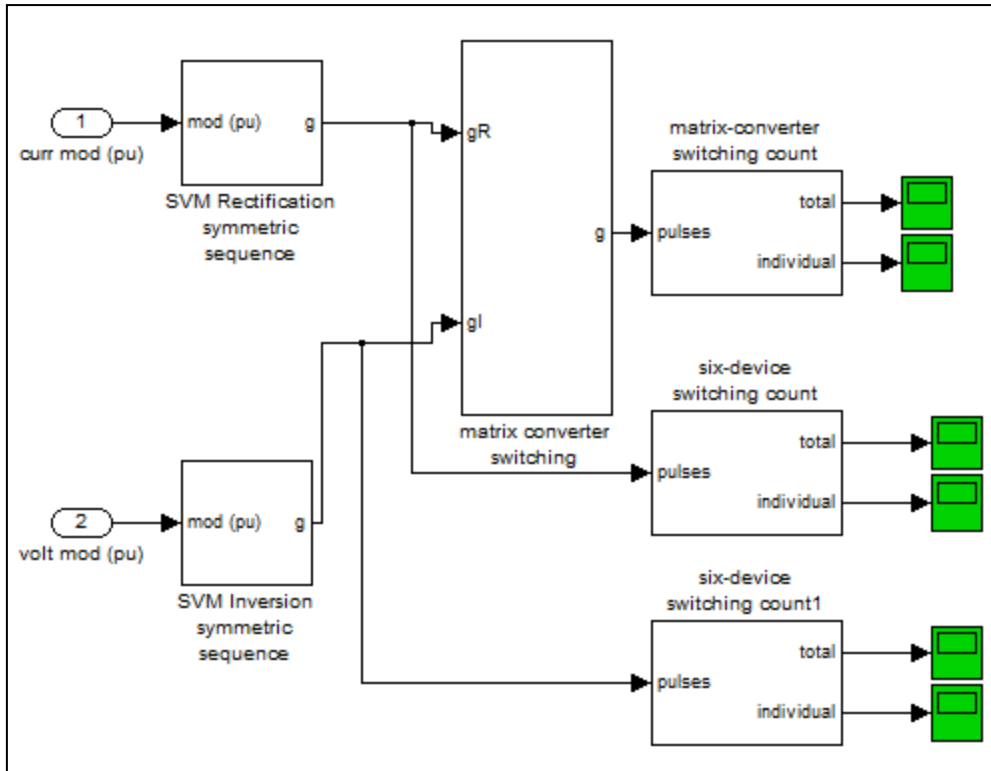 1
curr mod (pu)
mod (pu) g
SVM Rectification
symmetric
sequence
2
volt mod (pu)
mod (pu) g
SVM Inversion
symmetric
sequence
gR
g
gI
matrix converter
switching
matrix-converter
switching count
total
pulses
individual
six-device
switching count
total
pulses
individual
six-device
switching count1
total
pulses
individual